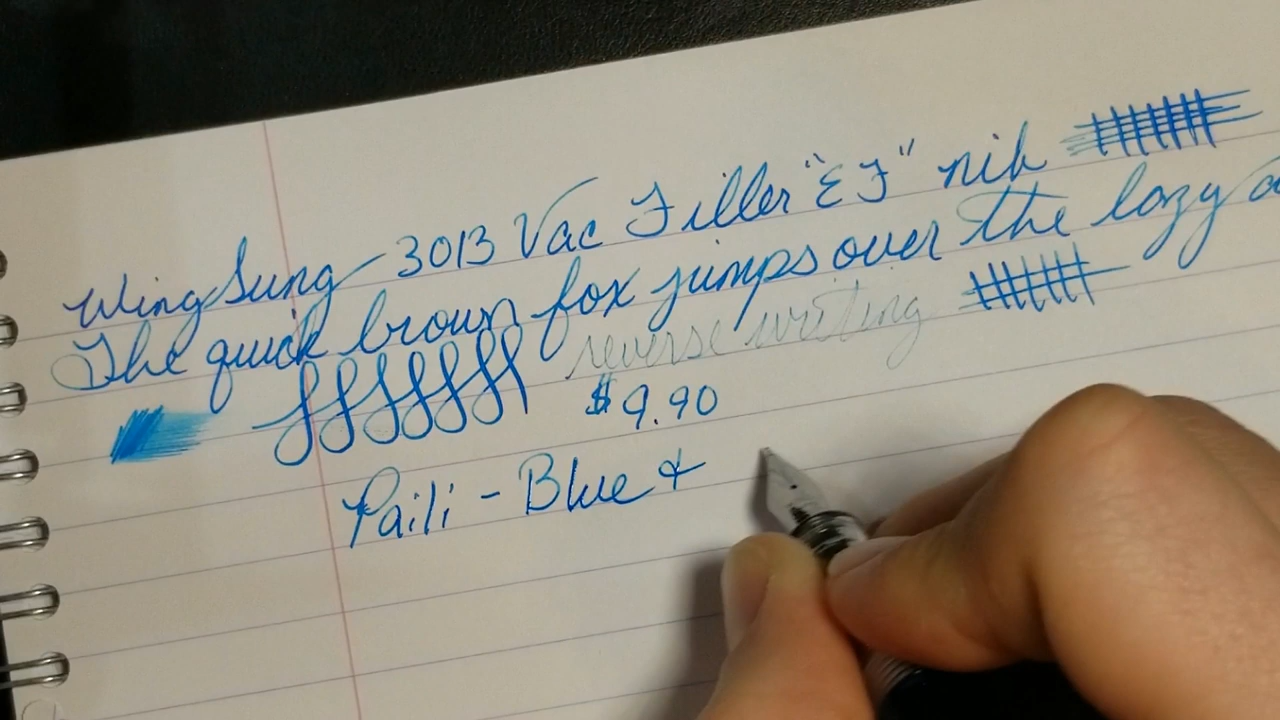 Wing Sung - 3013 Vac Filler "EF" nib
The quick brown fox jumps over the lazy
reverse writing
$9.90
Paili - Blue &